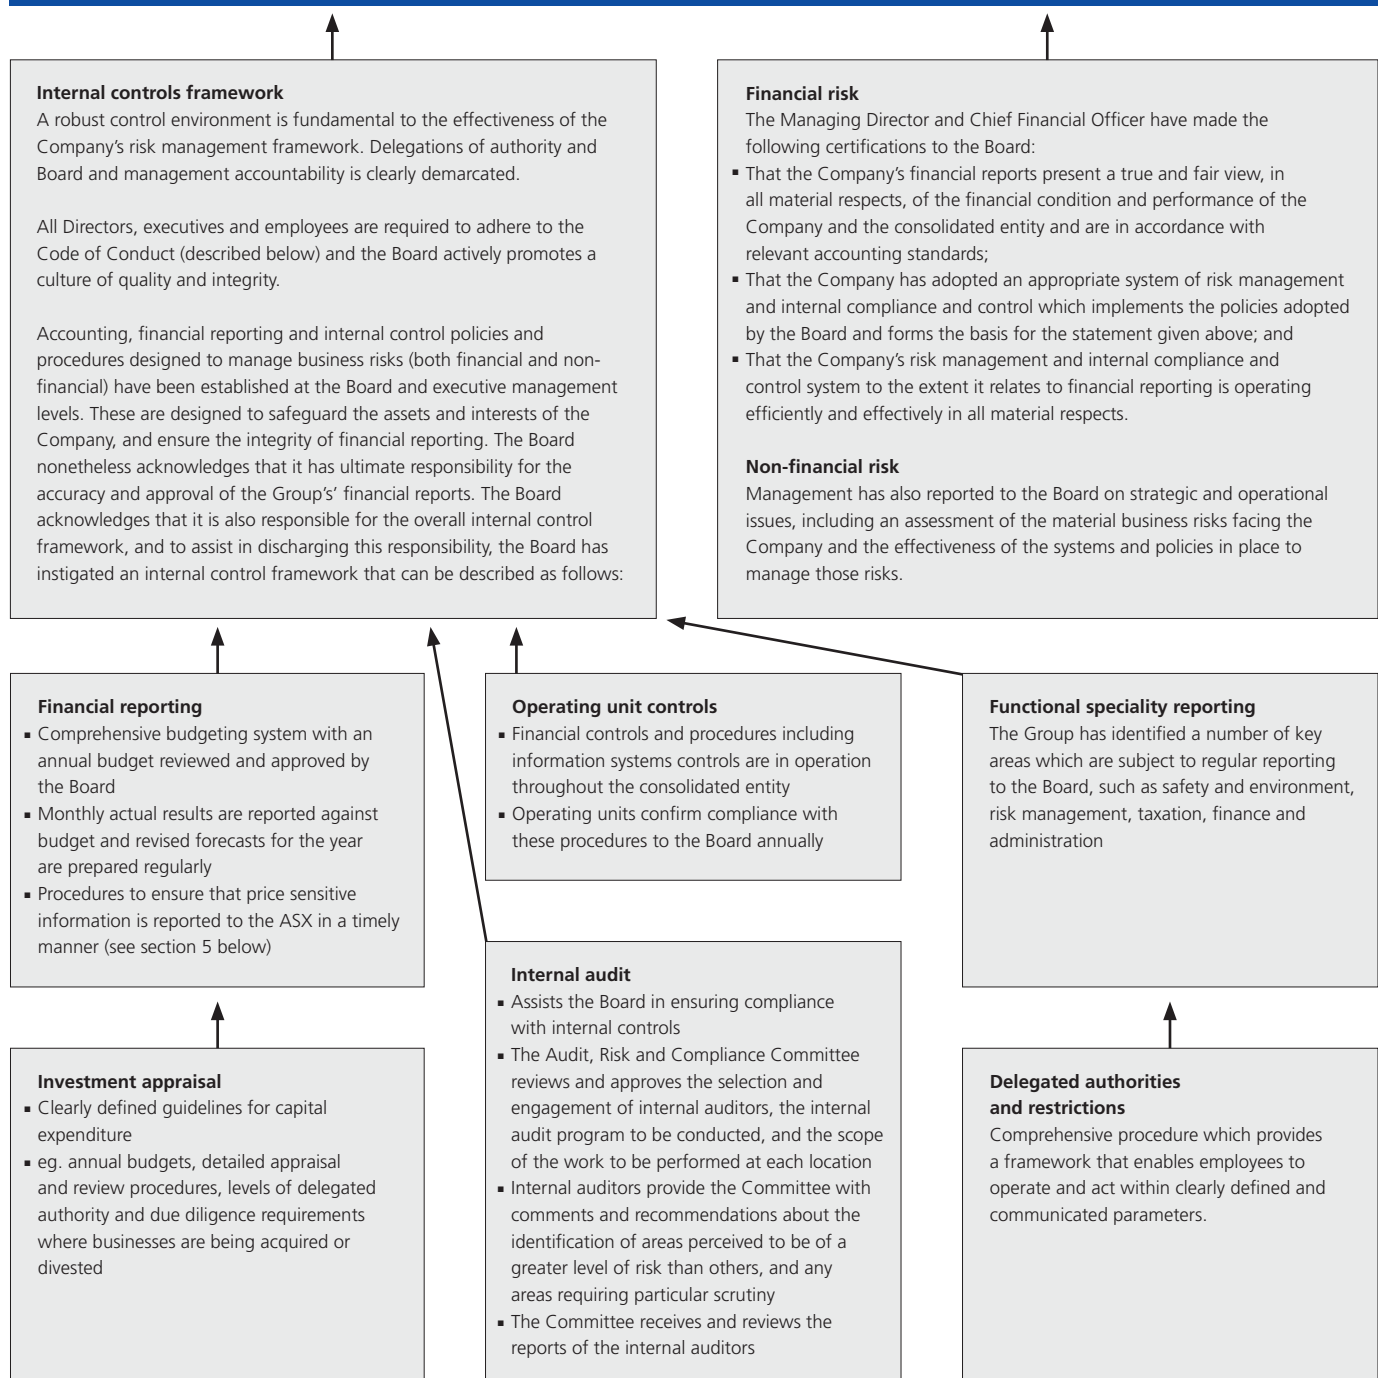 Internal controls framework
A robust control environment is fundamental to the effectiveness of the
Company's risk management framework. Delegations of authority and
Board and management accountability is clearly demarcated.
All Directors, executives and employees are required to adhere to the
Code of Conduct (described below) and the Board actively promotes a
culture of quality and integrity.
Accounting, financial reporting and internal control policies and
procedures designed to manage business risks (both financial and non-
financial) have been established at the Board and executive management
levels. These are designed to safeguard the assets and interests of the
Company, and ensure the integrity of financial reporting. The Board
nonetheless acknowledges that it has ultimate responsibility for the
accuracy and approval of the Group's' financial reports. The Board
acknowledges that it is also responsible for the overall internal control
framework, and to assist in discharging this responsibility, the Board has
instigated an internal control framework that can be described as follows:
Financial risk
The Managing Director and Chief Financial Officer have made the
following certifications to the Board:
▪ That the Company's financial reports present a true and fair view, in
all material respects, of the financial condition and performance of the
Company and the consolidated entity and are in accordance with
relevant accounting standards;
▪ That the Company has adopted an appropriate system of risk management
and internal compliance and control which implements the policies adopted
by the Board and forms the basis for the statement given above; and
▪ That the Company's risk management and internal compliance and
control system to the extent it relates to financial reporting is operating
efficiently and effectively in all material respects.
Non-financial risk
Management has also reported to the Board on strategic and operational
issues, including an assessment of the material business risks facing the
Company and the effectiveness of the systems and policies in place to
manage those risks.
Financial reporting
▪ Comprehensive budgeting system with an
annual budget reviewed and approved by
the Board
▪ Monthly actual results are reported against
budget and revised forecasts for the year
are prepared regularly
▪ Procedures to ensure that price sensitive
information is reported to the ASX in a timely
manner (see section 5 below)
Operating unit controls
▪ Financial controls and procedures including
information systems controls are in operation
throughout the consolidated entity
▪ Operating units confirm compliance with
these procedures to the Board annually
Functional speciality reporting
The Group has identified a number of key
areas which are subject to regular reporting
to the Board, such as safety and environment,
risk management, taxation, finance and
administration
Investment appraisal
▪ Clearly defined guidelines for capital
expenditure
▪ eg. annual budgets, detailed appraisal
and review procedures, levels of delegated
authority and due diligence requirements
where businesses are being acquired or
divested
Internal audit
▪ Assists the Board in ensuring compliance
with internal controls
▪ The Audit, Risk and Compliance Committee
reviews and approves the selection and
engagement of internal auditors, the internal
audit program to be conducted, and the scope
of the work to be performed at each location
▪ Internal auditors provide the Committee with
comments and recommendations about the
identification of areas perceived to be of a
greater level of risk than others, and any
areas requiring particular scrutiny
▪ The Committee receives and reviews the
reports of the internal auditors
Delegated authorities
and restrictions
Comprehensive procedure which provides
a framework that enables employees to
operate and act within clearly defined and
communicated parameters.